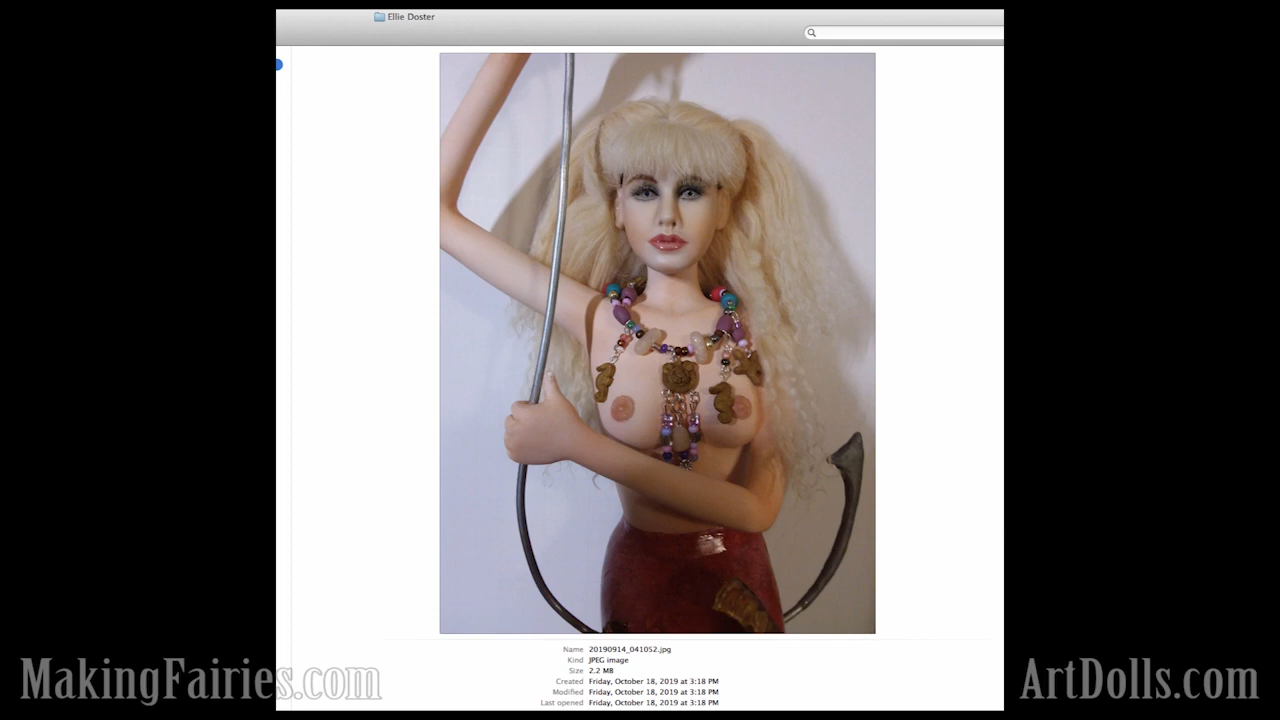 Ellie Doster
Name 20190914_041052.jpg
Kind JPEG image
Size 2.2 MB
Created Friday, October 18, 2019 at 3:18 PM
Modified Friday, October 18, 2019 at 3:18 PM
Last opened Friday, October 18, 2019 at 3:18 PM
MakingFairies.com
ArtDolls.com